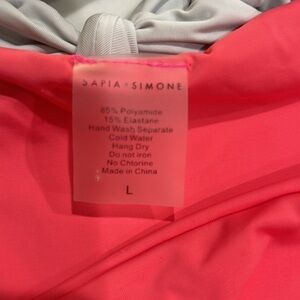 SAPIA + SIMONE
85% Polyamide
15% Elastane
Hand Wash Separate
Cold Water
Hang Dry
Do not iron
No Chlorine
Made in China
L